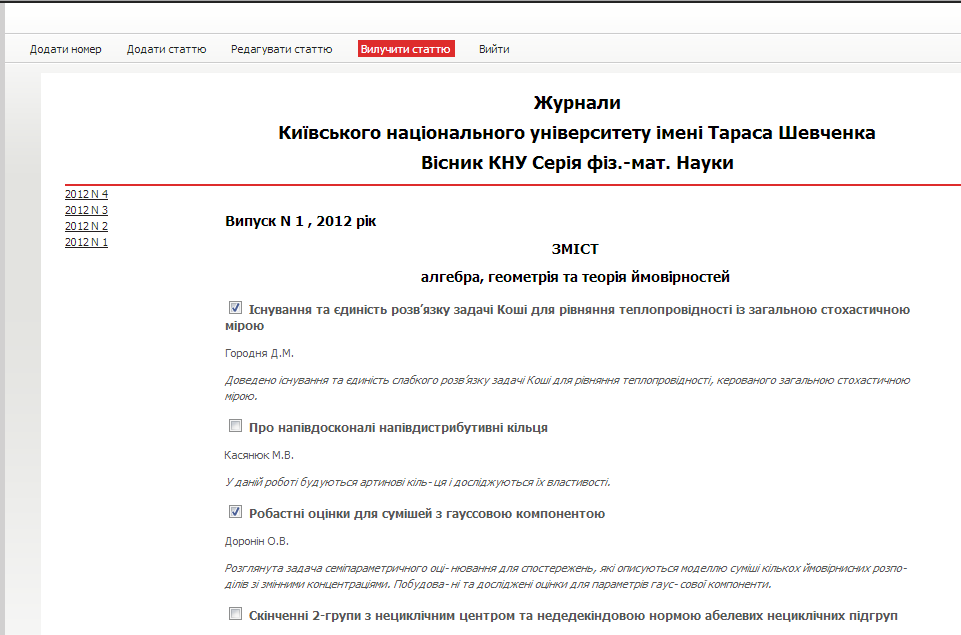 Додати номер Додати статтю Редагувати статтю Вилучити статтю Вийти
Журнали
Київського національного університету імені Тараса Шевченка
Вісник КНУ Серія фіз.-мат. Науки
2012 N 4
2012 N 3
2012 N 2
2012 N 1
Випуск N 1 , 2012 рік
ЗМІСТ
алгебра, геометрія та теорія ймовірностей
Існування та єдиність розв’язку задачі Коші для рівняння теплопровідності із загальною стохастичною
мірою
Городня Д.М.
Доведено існування та єдиність слабкого розв’язку задачі Коші для рівняння теплопровідності, керованого загальною стохастичною
мірою.
Про напівдосконалі напівдистрибутивні кільця
Касянюк М.В.
У даній роботі будуються артинові кіль- ця і досліджуються їх властивості.
Робастні оцінки для сумішей з гауссовою компонентою
Доронін О.В.
Розглянута задача семіпараметричного оці- нювання для спостережень, які описуються моделлю суміші кількох ймовірнисних розпо-
ділів зі змінними концентраціями. Побудова- ні та досліджені оцінки для параметрів гаус- сової компоненти.
Скінченні 2-групи з нециклічним центром та недедекіндовою нормою абелевих нециклічних підгруп